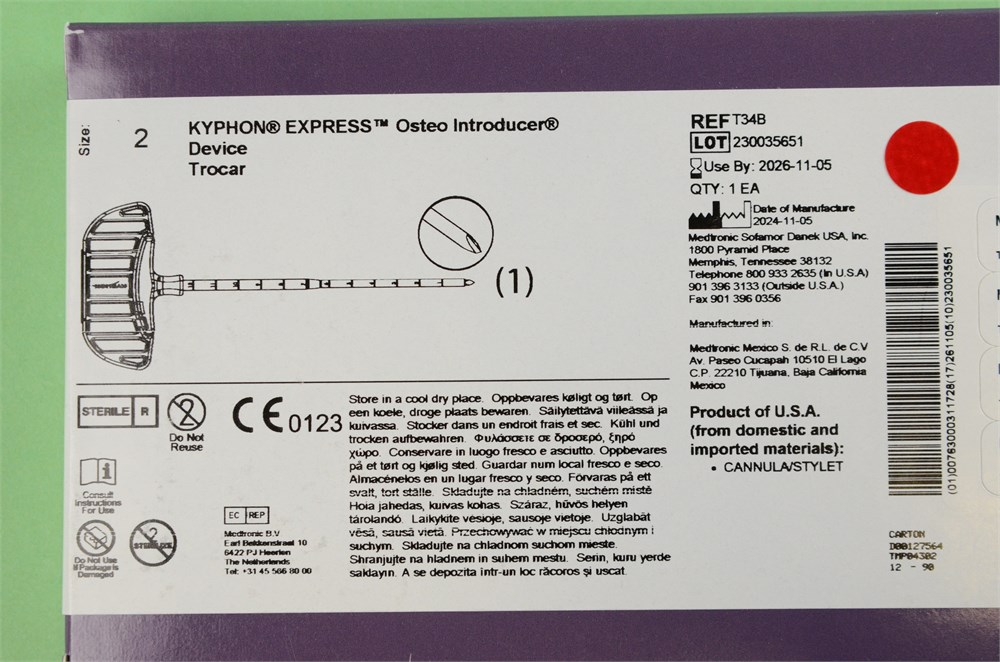 Size:
2
KYPHON® EXPRESS™ Osteo Introducer®
Device
Trocar
(1)
REF T34B
LOT 230035651
Use By: 2026-11-05
QTY: 1 EA
Date of Manufacture
2024-11-05
Medtronic Sofamor Danek USA, Inc.
1800 Pyramid Place
Memphis, Tennessee 38132
Telephone 800 933 2635 (In U.S.A)
901 396 3133 (Outside U.S.A.)
Fax 901 396 0356
Manufactured in:
Medtronic Mexico S. de R.L. de C.V
Av. Paseo Cucapah 10510 El Lago
C.P. 22210 Tijuana, Baja California
Mexico
Product of U.S.A.
(from domestic and
imported materials):
• CANNULA/STYLET
(01)00763000311728(17)261105(10)230035651
CARTON
D00127564
TMP04302
12 - 90
STERILE R
2
Do Not
Reuse
CE 0123
Consult
Instructions
For Use
Do Not Use
If Package Is
Damaged
2
STERILIZE
EC REP
Medtronic B.V
Earl Bakkenstraat 10
6422 PJ Heerlen
The Netherlands
Tel: +31 45 566 80 00
Store in a cool dry place. Oppbevares køligt og tørt. Op
een koele, droge plaats bewaren. Säilytettävä viileässä ja
kuivassa. Stocker dans un endroit frais et sec. Kühl und
trocken aufbewahren. Φυλάσσετε σε δροσερό, ξηρό
χώρο. Conservare in luogo fresco e asciutto. Oppbevares
på et tørt og kjølig sted. Guardar num local fresco e seco.
Almacénelos en un lugar fresco y seco. Förvaras på ett
svalt, torrt ställe. Skladujte na chladném, suchém místě
Hoia jahedas, kuivas kohas. Száraz, hűvös helyen
tárolandó. Laikykite vėsioje, sausoje vietoje. Uzglabāt
vēsā, sausā vietā. Przechowywać w miejscu chłodnym i
suchym. Skladujte na chladnom suchom mieste.
Shranjujte na hladnem in suhem mestu. Serin, kuru yerde
saklayın. A se depozita într-un loc răcoros şi uscat.